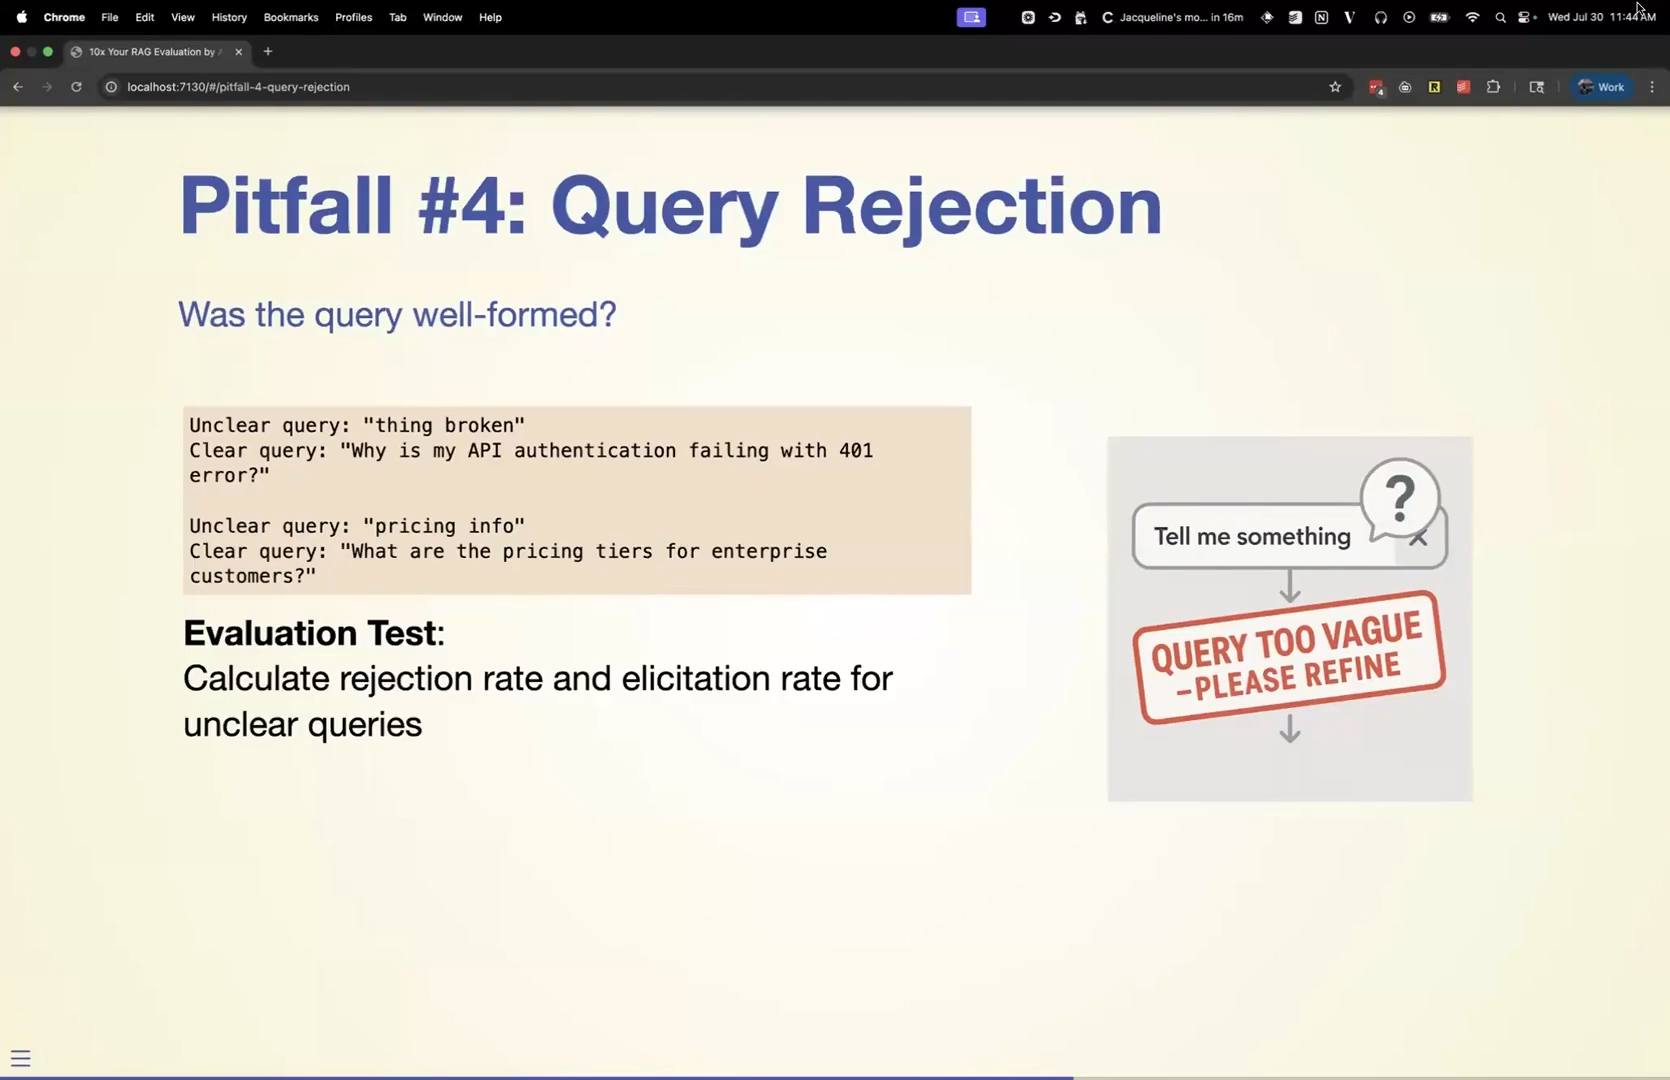 Chrome File Edit View History Bookmarks Profiles Tab Window Help Jacqueline's mo... in 16m Wed Jul 30 11:44 AM
10x Your RAG Evaluation by
localhost:7130/#/pitfall-4-query-rejection
Work
Pitfall #4: Query Rejection
Was the query well-formed?
Unclear query: "thing broken"
Clear query: "Why is my API authentication failing with 401
error?"
Unclear query: "pricing info"
Clear query: "What are the pricing tiers for enterprise
customers?"
Evaluation Test:
Calculate rejection rate and elicitation rate for
unclear queries
?
Tell me something
QUERY TOO VAGUE
–PLEASE REFINE